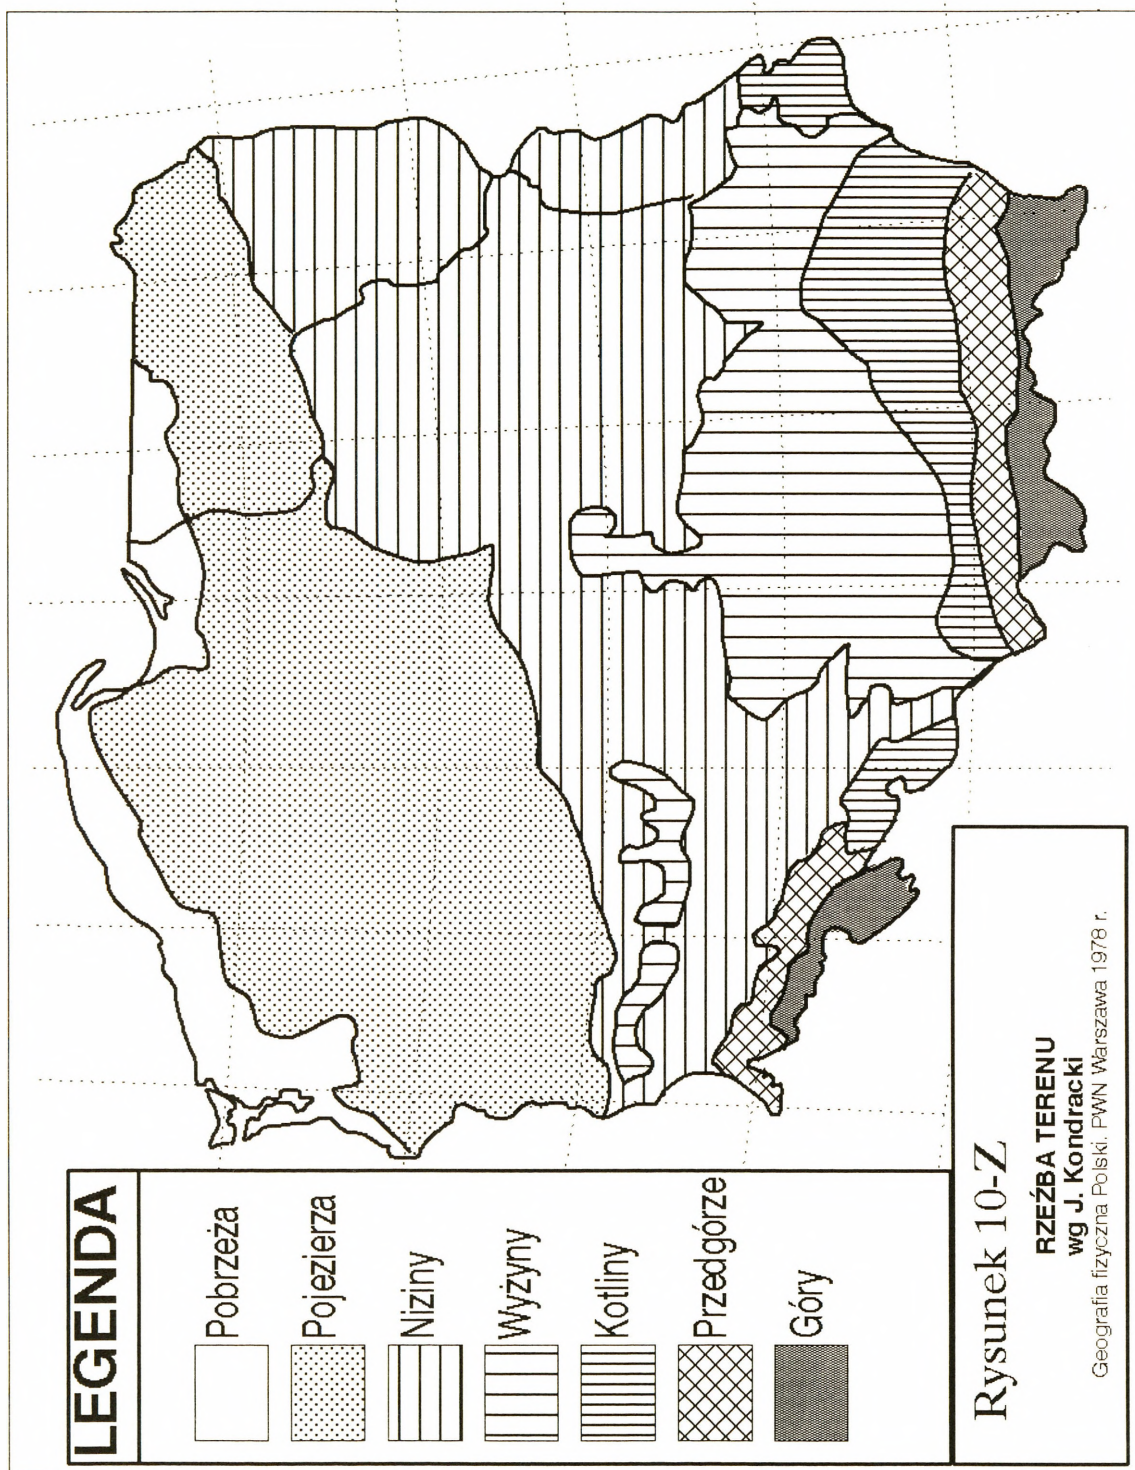 LEGENDA
Pobrzeża
Pojezierza
Niziny
Wyżyny
Kotliny
Przedgórze
Góry
Rysunek 10-Z
RZEŹBA TERENU
wg J. Kondracki
Geografia fizyczna Polski. PWN Warszawa 1978 r.